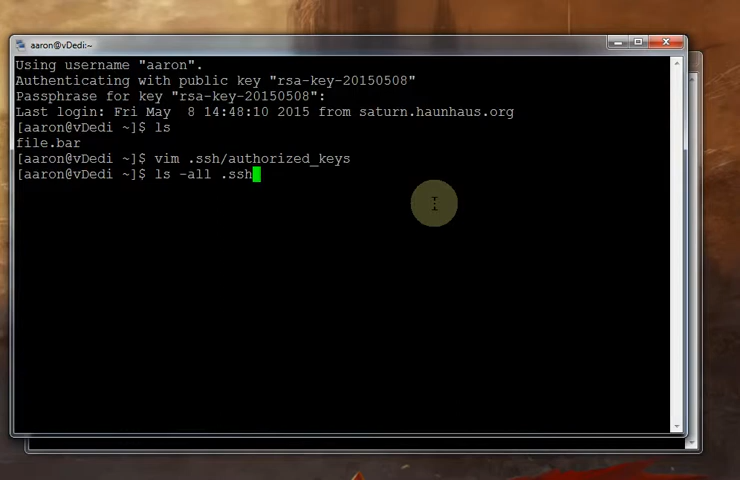 aaron@vDedi:~
Using username "aaron".
Authenticating with public key "rsa-key-20150508"
Passphrase for key "rsa-key-20150508":
Last login: Fri May  8 14:48:10 2015 from saturn.haunhaus.org
[aaron@vDedi ~]$ ls
file.bar
[aaron@vDedi ~]$ vim .ssh/authorized_keys
[aaron@vDedi ~]$ ls -all .ssh